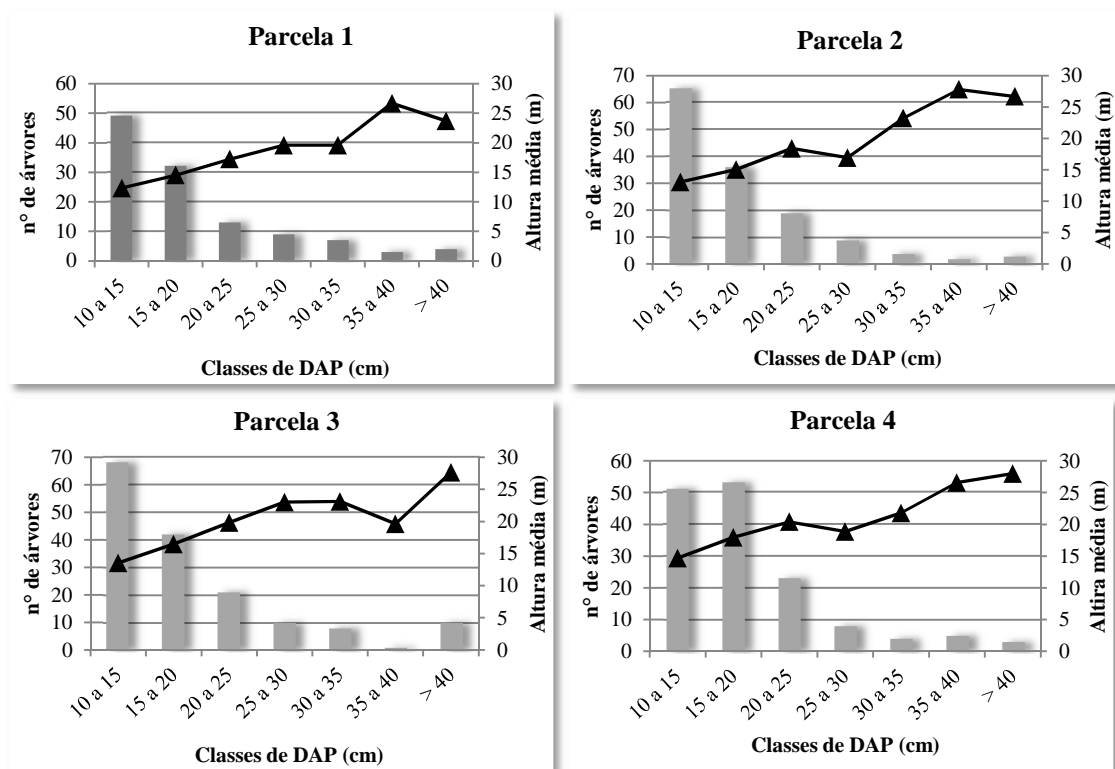 Parcela 1
n° de árvores
60
50
40
30
20
10
0
30
25
20
15
10
5
0
Altura média (m)
10 a 15
15 a 20
20 a 25
25 a 30
30 a 35
35 a 40
> 40
Classes de DAP (cm)
Parcela 2
n° de árvores
70
60
50
40
30
20
10
0
30
25
20
15
10
5
0
Altura média (m)
10 a 15
15 a 20
20 a 25
25 a 30
30 a 35
35 a 40
> 40
Classes de DAP (cm)
Parcela 3
n° de árvores
70
60
50
40
30
20
10
0
30
25
20
15
10
5
0
Altura média (m)
10 a 15
15 a 20
20 a 25
25 a 30
30 a 35
35 a 40
> 40
Classes de DAP (cm)
Parcela 4
n° de árvores
60
50
40
30
20
10
0
30
25
20
15
10
5
0
Altira média (m)
10 a 15
15 a 20
20 a 25
25 a 30
30 a 35
35 a 40
> 40
Classes de DAP (cm)